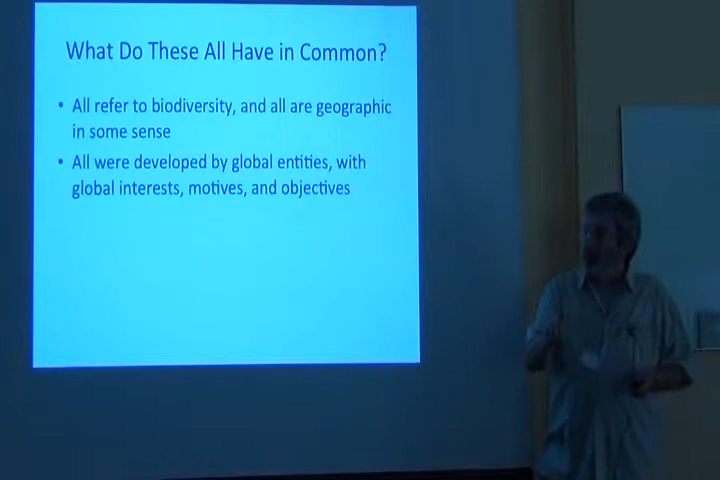 What Do These All Have in Common?
• All refer to biodiversity, and all are geographic
in some sense
• All were developed by global entities, with
global interests, motives, and objectives